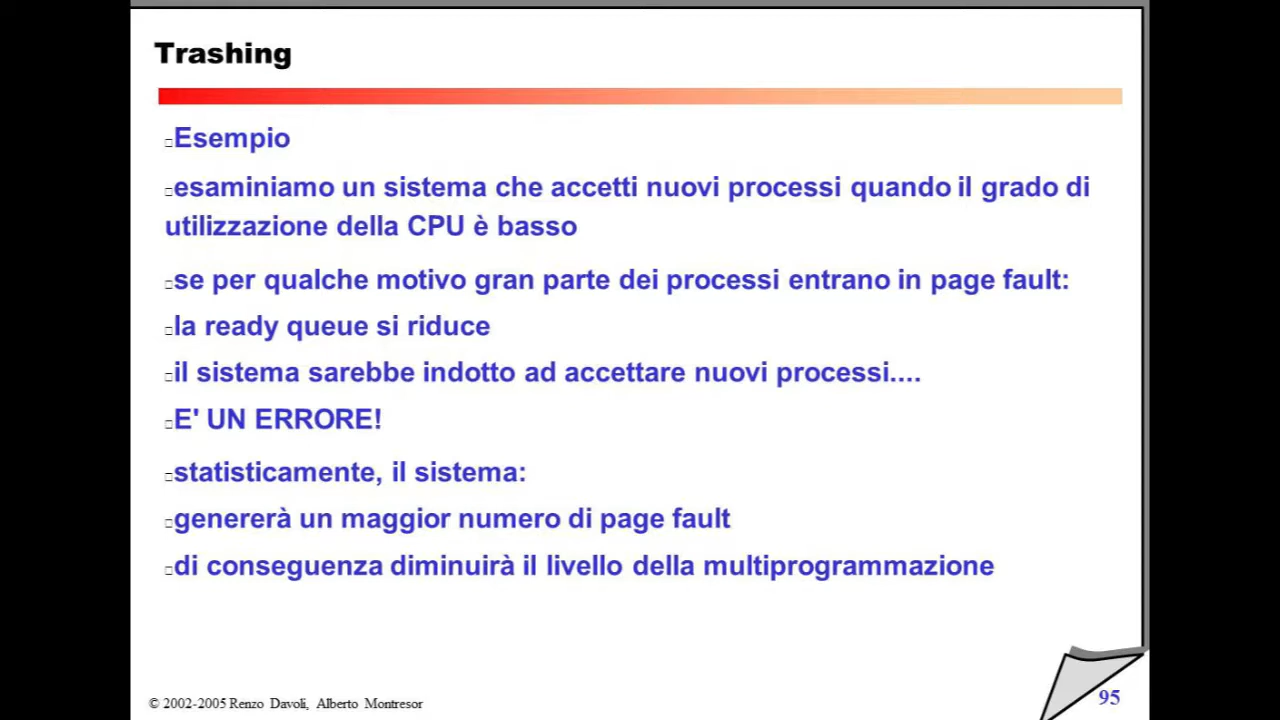 Trashing
Esempio
esaminiamo un sistema che accetti nuovi processi quando il grado di
utilizzazione della CPU è basso
se per qualche motivo gran parte dei processi entrano in page fault:
la ready queue si riduce
il sistema sarebbe indotto ad accettare nuovi processi....
E' UN ERRORE!
statisticamente, il sistema:
genererà un maggior numero di page fault
di conseguenza diminuirà il livello della multiprogrammazione
© 2002-2005 Renzo Davoli, Alberto Montresor
95